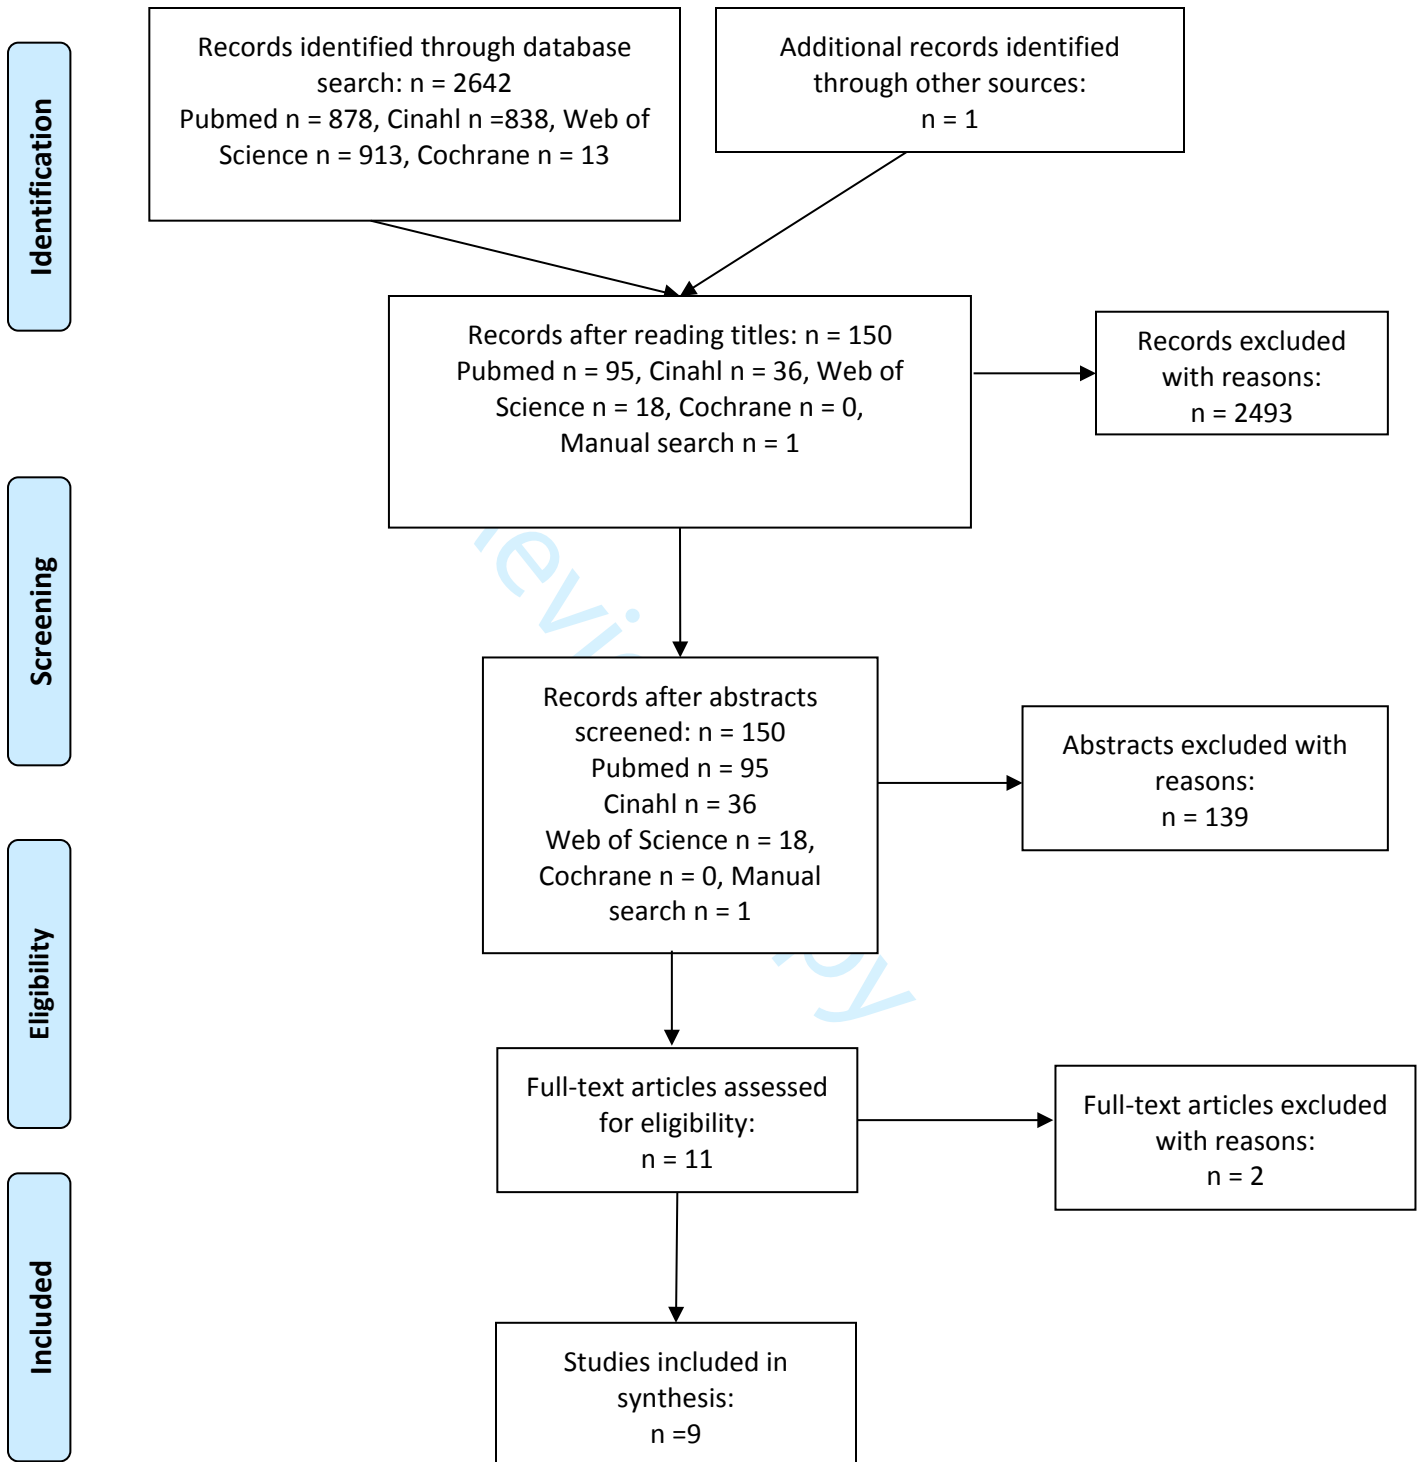 Identification
Records identified through database
search: n = 2642
Pubmed n = 878, Cinahl n =838, Web of
Science n = 913, Cochrane n = 13
Additional records identified
through other sources:
n = 1
Records after reading titles: n = 150
Pubmed n = 95, Cinahl n = 36, Web of
Science n = 18, Cochrane n = 0,
Manual search n = 1
Records excluded
with reasons:
n = 2493
Screening
Records after abstracts
screened: n = 150
Pubmed n = 95
Cinahl n = 36
Web of Science n = 18,
Cochrane n = 0, Manual
search n = 1
Abstracts excluded with
reasons:
n = 139
Eligibility
Full-text articles assessed
for eligibility:
n = 11
Full-text articles excluded
with reasons:
n = 2
Included
Studies included in
synthesis:
n =9